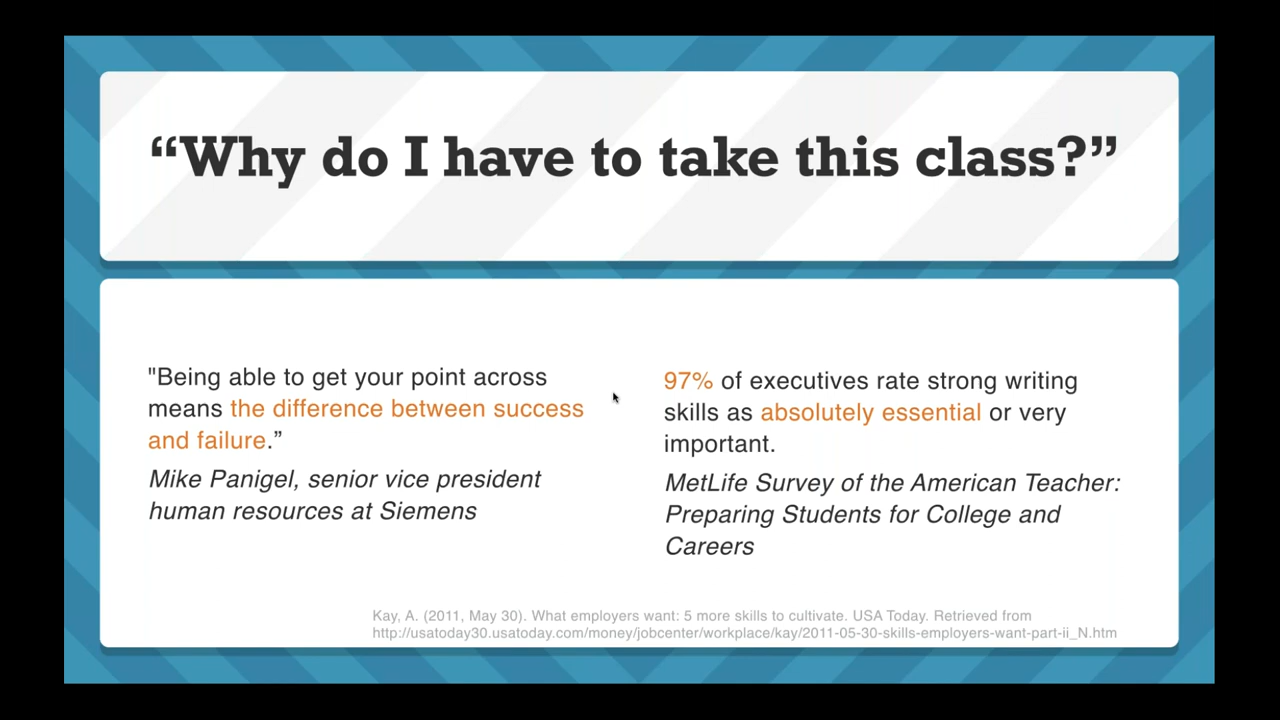 “Why do I have to take this class?”
"Being able to get your point across
means the difference between success
and failure.”
Mike Panigel, senior vice president
human resources at Siemens
97% of executives rate strong writing
skills as absolutely essential or very
important.
MetLife Survey of the American Teacher:
Preparing Students for College and
Careers
Kay, A. (2011, May 30). What employers want: 5 more skills to cultivate. USA Today. Retrieved from
http://usatoday30.usatoday.com/money/jobcenter/workplace/kay/2011-05-30-skills-employers-want-part-ii_N.htm